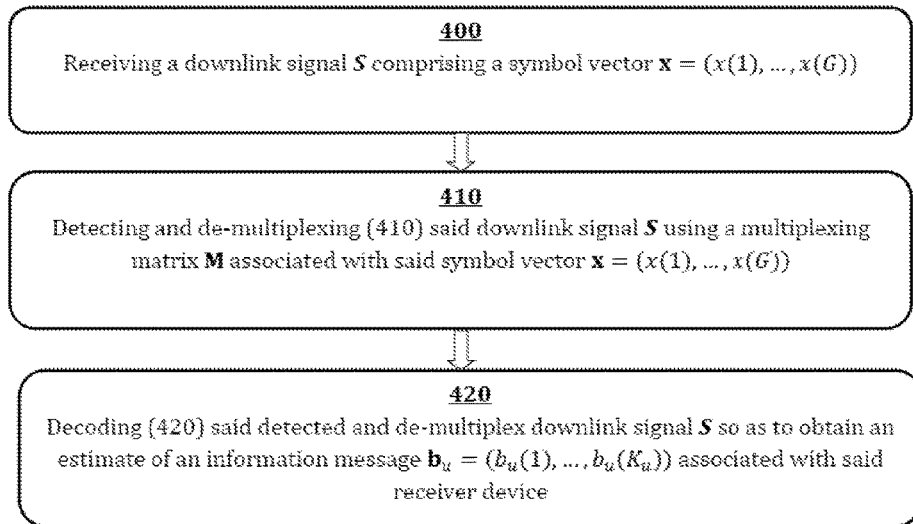 400
Receiving a downlink signal S comprising a symbol vector x = (x(1), ..., x(G))
410
Detecting and de-multiplexing (410) said downlink signal S using a multiplexing
matrix M associated with said symbol vector x = (x(1), ..., x(G))
420
Decoding (420) said detected and de-multiplex downlink signal S so as to obtain an
estimate of an information message b_u = (b_u(1), ..., b_u(K_u)) associated with said
receiver device